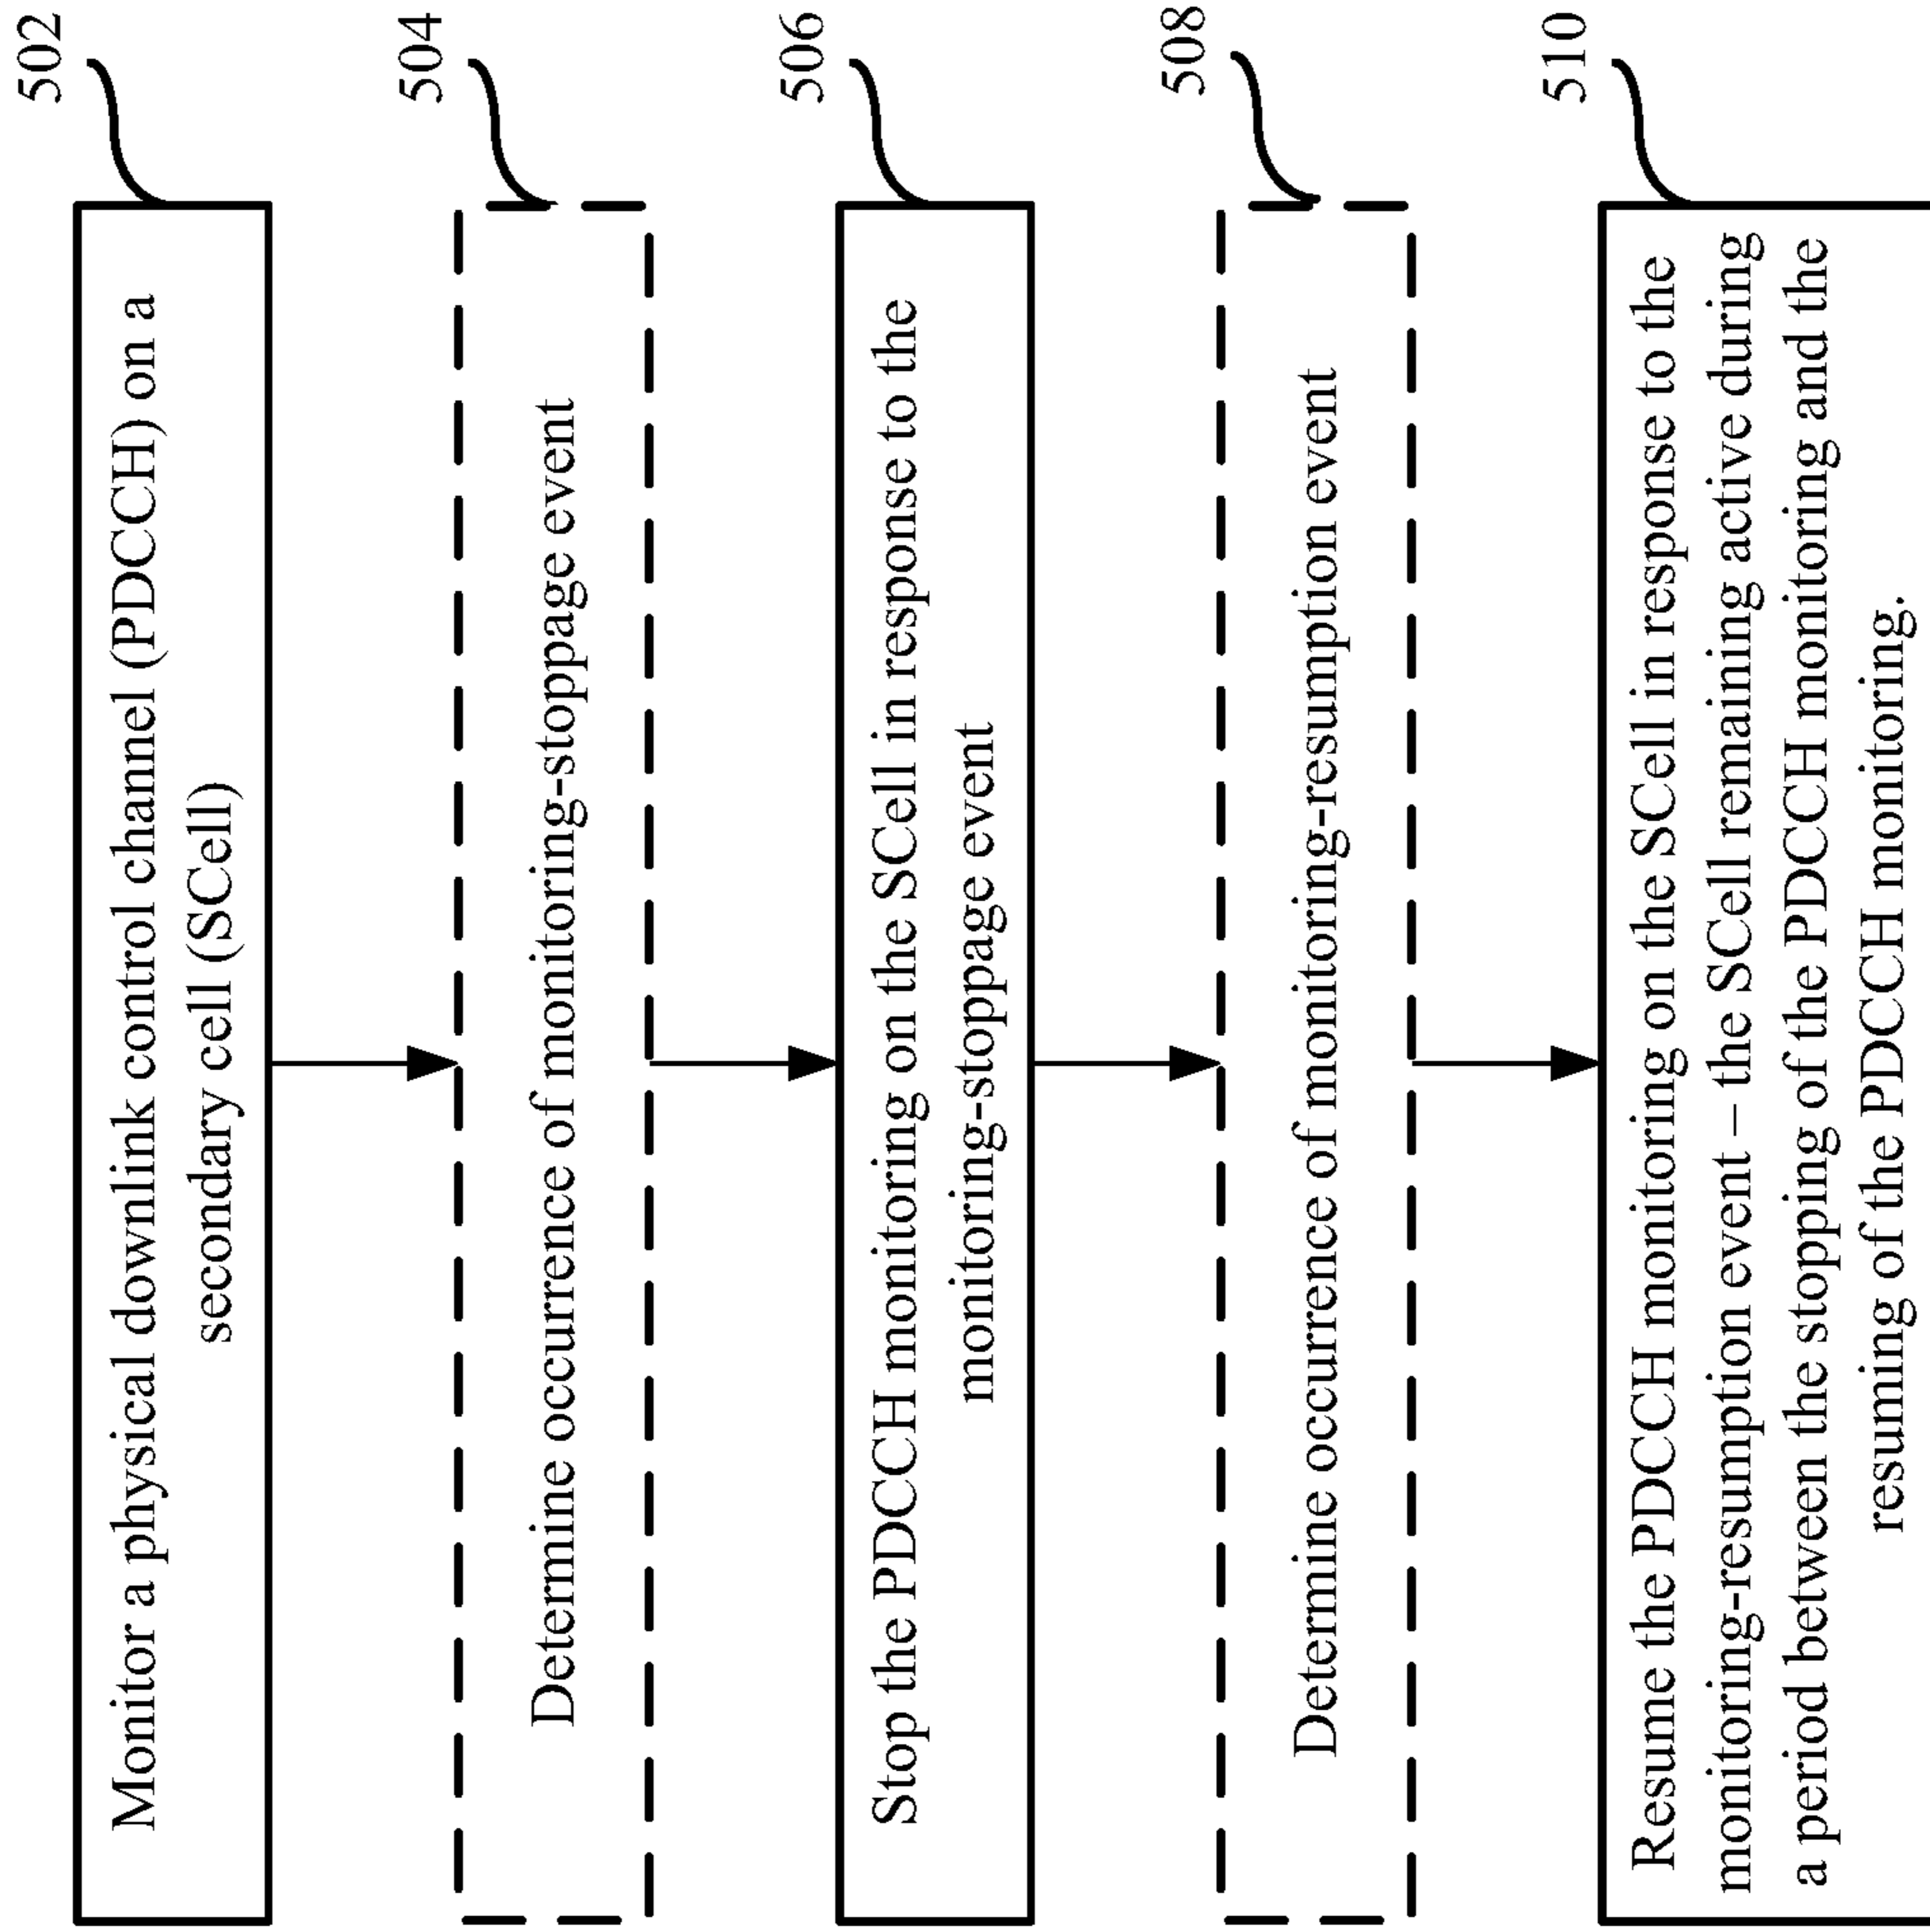 502
Monitor a physical downlink control channel (PDCCH) on a
secondary cell (SCell)
504
Determine occurrence of monitoring-stoppage event
506
Stop the PDCCH monitoring on the SCell in response to the
monitoring-stoppage event
508
Determine occurrence of monitoring-resumption event
510
Resume the PDCCH monitoring on the SCell in response to the
monitoring-resumption event – the SCell remaining active during
a period between the stopping of the PDCCH monitoring and the
resuming of the PDCCH monitoring.